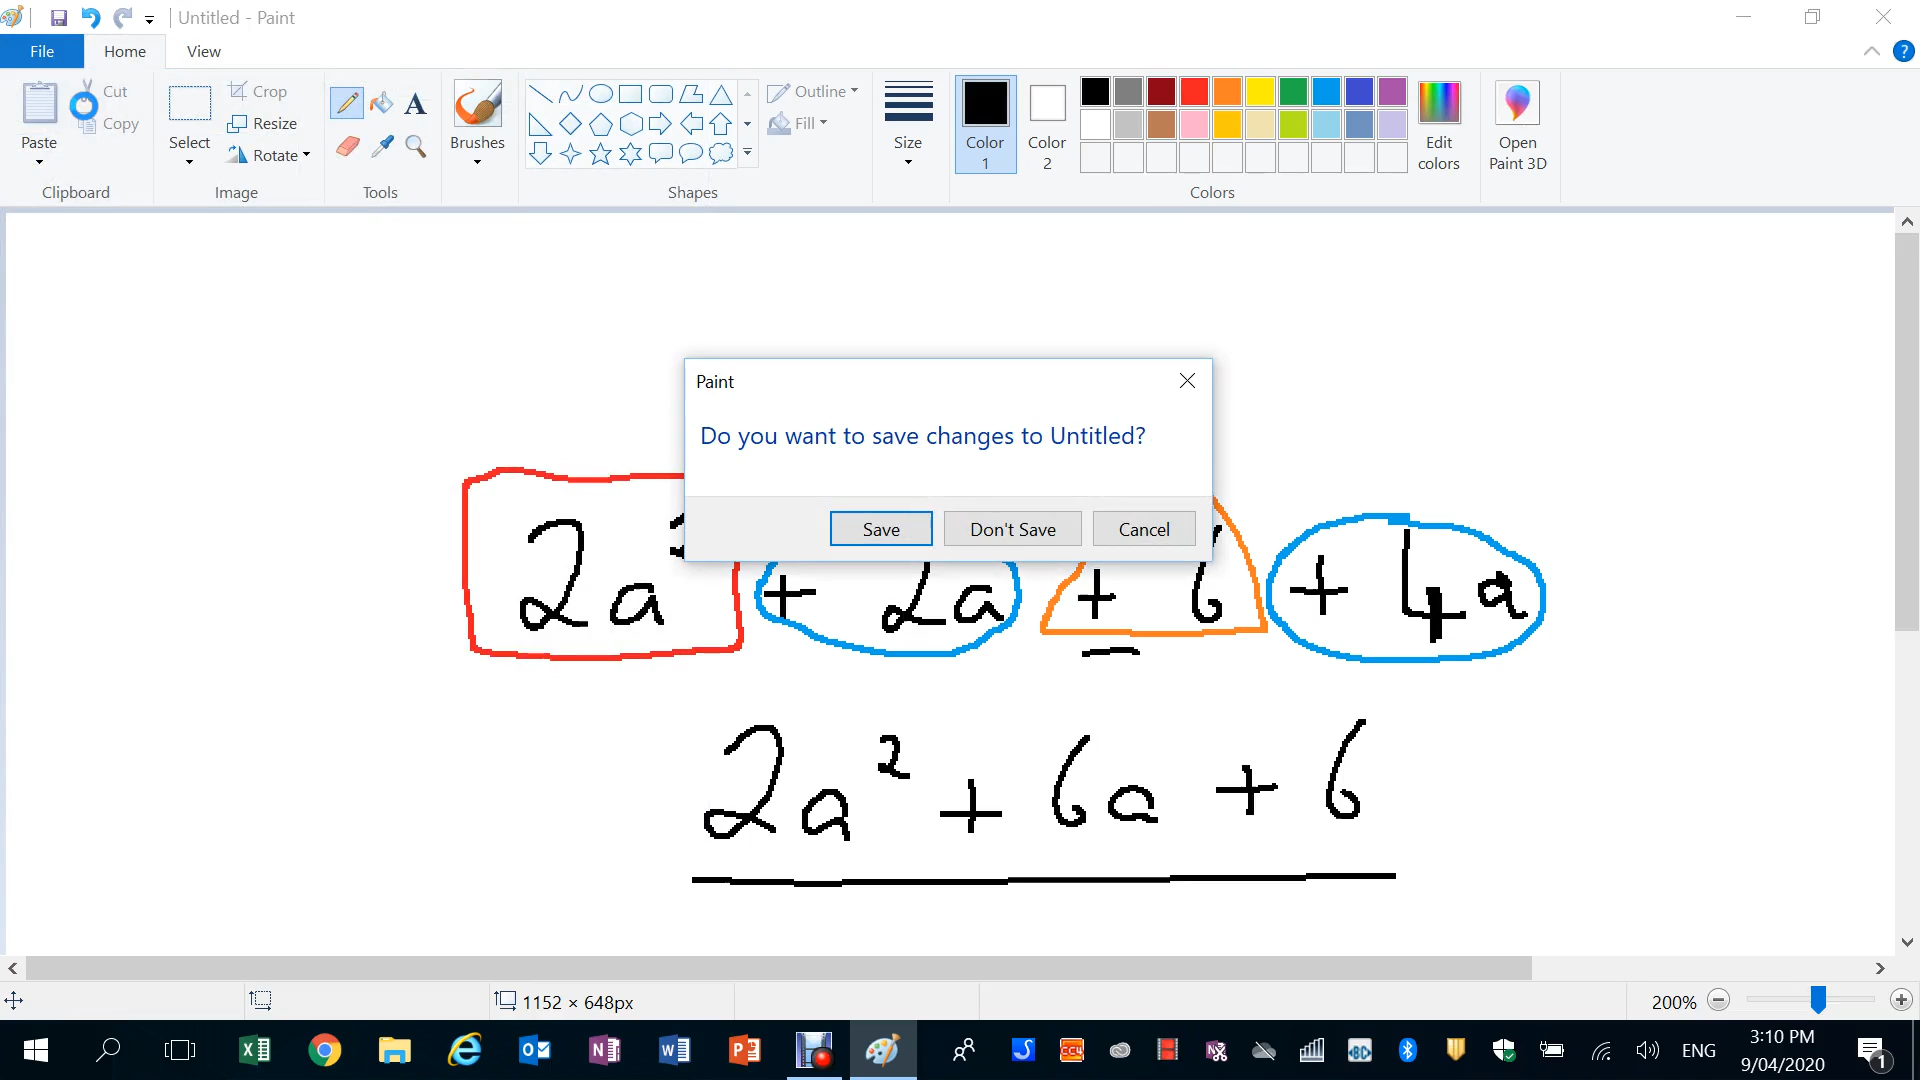 Untitled - Paint
File Home View
Cut
Copy
Paste
Clipboard
Select
Crop
Resize
Rotate
Image
Tools
Brushes
Outline
Fill
Shapes
Size
Color 1
Color 2
Colors
Edit colors
Open Paint 3D
Paint
Do you want to save changes to Untitled?
Save Don't Save Cancel
2a + 2a + 6 + 4a
2a² + 6a + 6
1152 × 648px
200%
CC4
ABC
ENG
3:10 PM
9/04/2020
1